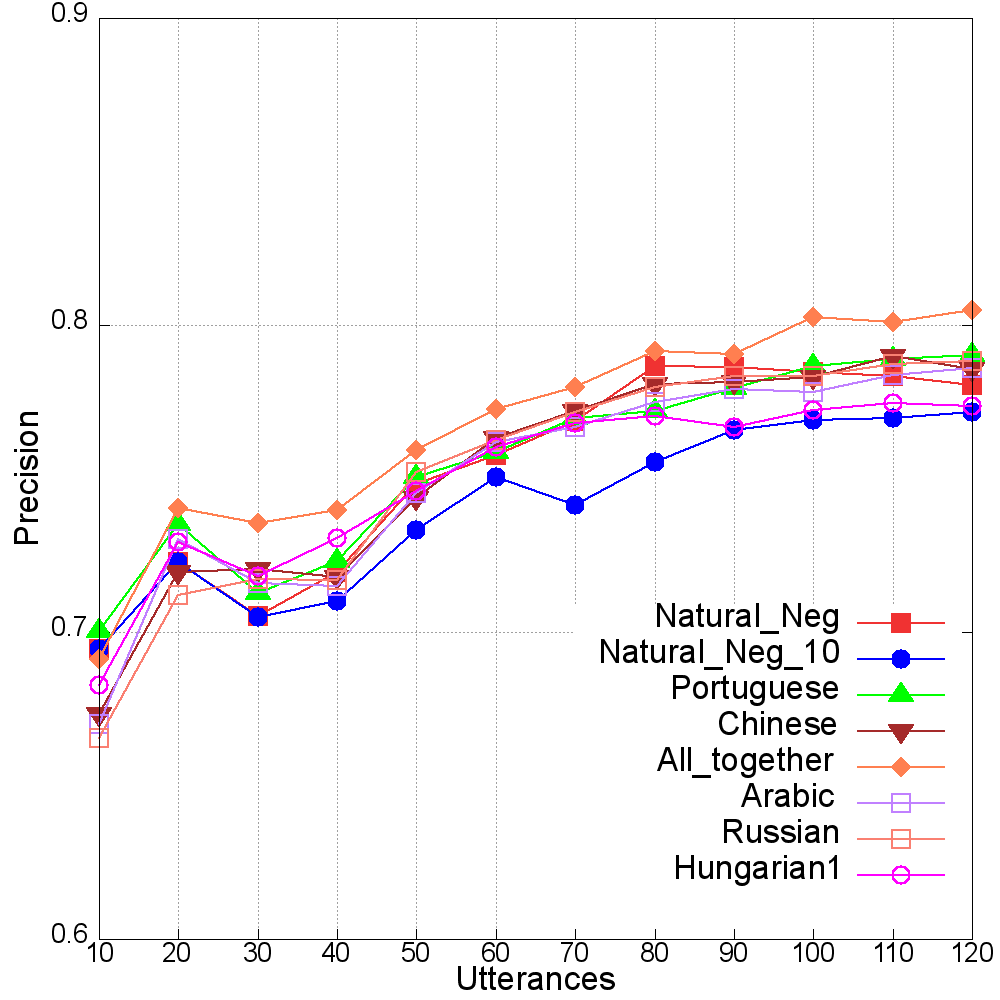 0.9
0.8
0.7
0.6
Precision
Natural_Neg
Natural_Neg_10
Portuguese
Chinese
All_together
Arabic
Russian
Hungarian1
10 20 30 40 50 60 70 80 90 100 110 120
Utterances